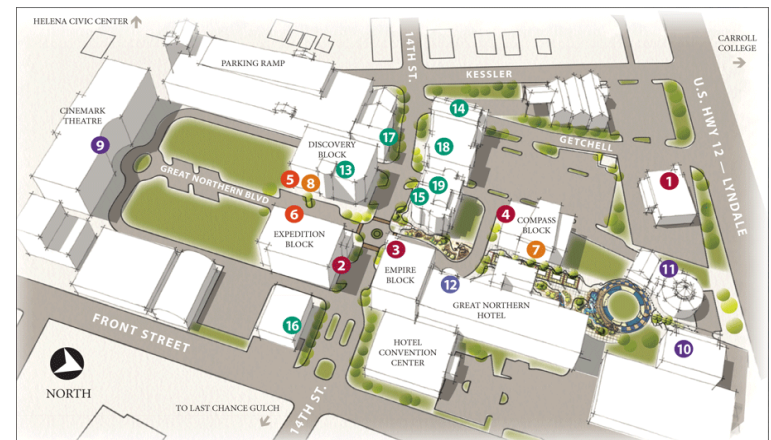 HELENA CIVIC CENTER
CARROLL
COLLEGE
PARKING RAMP
14TH ST.
KESSLER
U.S. HWY 12 — LYNDALE
CINEMARK
THEATRE
9
14
17
GETCHELL
DISCOVERY
BLOCK
18
13
1
GREAT NORTHERN BLVD
5
8
19
15
6
4
COMPASS
BLOCK
EXPEDITION
BLOCK
3
7
2
EMPIRE
BLOCK
11
12
GREAT NORTHERN
HOTEL
16
FRONT STREET
HOTEL
CONVENTION
CENTER
10
NORTH
14TH ST.
TO LAST CHANCE GULCH